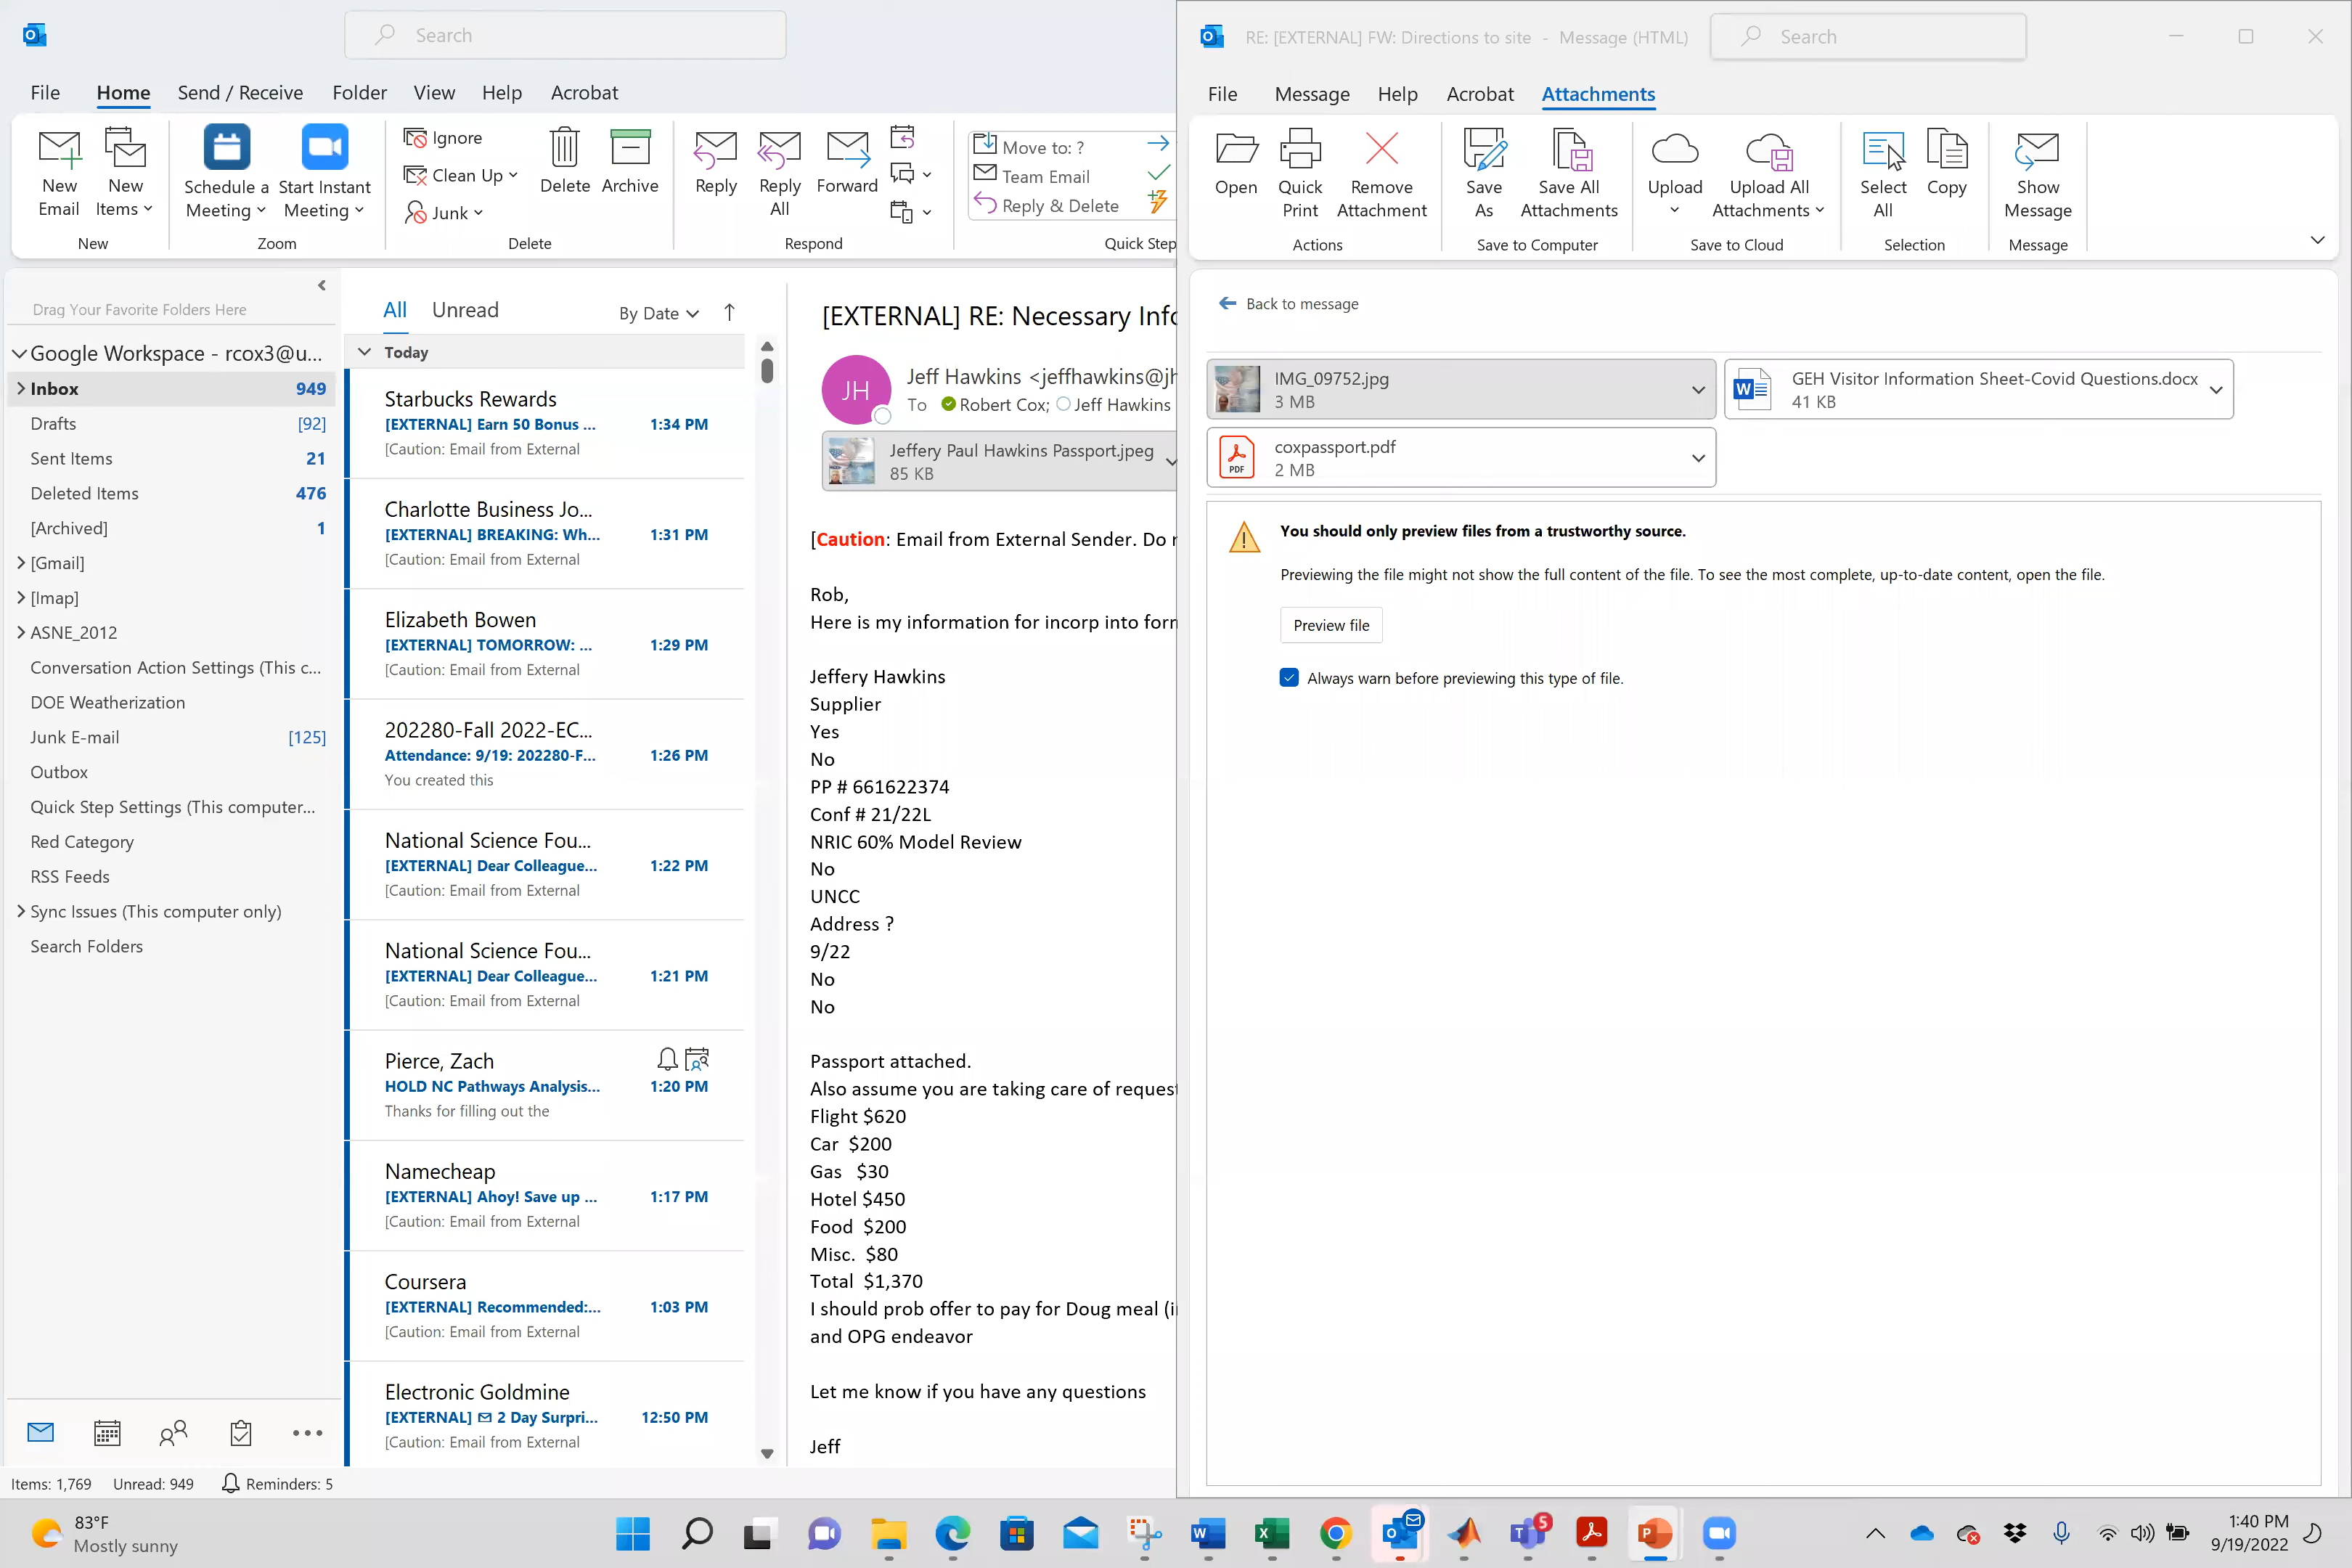 Search
File
Home
Send / Receive
Folder
View
Help
Acrobat
New Email
New Items
New
Schedule a Meeting
Start Instant Meeting
Zoom
Ignore
Clean Up
Junk
Delete
Archive
Delete
Reply
Reply All
Forward
Respond
Move to: ?
Team Email
Reply & Delete
Quick Step
Drag Your Favorite Folders Here
Google Workspace - rcox3@u...
Inbox 949
Drafts [92]
Sent Items 21
Deleted Items 476
[Archived] 1
[Gmail]
[Imap]
ASNE_2012
Conversation Action Settings (This c...
DOE Weatherization
Junk E-mail [125]
Outbox
Quick Step Settings (This computer...
Red Category
RSS Feeds
Sync Issues (This computer only)
Search Folders
All Unread By Date
Today
Starbucks Rewards
[EXTERNAL] Earn 50 Bonus ... 1:34 PM
[Caution: Email from External
Charlotte Business Jo...
[EXTERNAL] BREAKING: Wh... 1:31 PM
[Caution: Email from External
Elizabeth Bowen
[EXTERNAL] TOMORROW: ... 1:29 PM
[Caution: Email from External
202280-Fall 2022-EC...
Attendance: 9/19: 202280-F... 1:26 PM
You created this
National Science Fou...
[EXTERNAL] Dear Colleague... 1:22 PM
[Caution: Email from External
National Science Fou...
[EXTERNAL] Dear Colleague... 1:21 PM
[Caution: Email from External
Pierce, Zach
HOLD NC Pathways Analysis... 1:20 PM
Thanks for filling out the
Namecheap
[EXTERNAL] Ahoy! Save up ... 1:17 PM
[Caution: Email from External
Coursera
[EXTERNAL] Recommended:... 1:03 PM
[Caution: Email from External
Electronic Goldmine
[EXTERNAL] 2 Day Surpri... 12:50 PM
[Caution: Email from External
[EXTERNAL] RE: Necessary Info
JH
Jeff Hawkins <jeffhawkins@jh
To Robert Cox; Jeff Hawkins
Jeffery Paul Hawkins Passport.jpeg
85 KB
[Caution: Email from External Sender. Do
Rob,
Here is my information for incorp into form
Jeffery Hawkins
Supplier
Yes
No
PP # 661622374
Conf # 21/22L
NRIC 60% Model Review
No
UNCC
Address ?
9/22
No
No
Passport attached.
Also assume you are taking care of request
Flight $620
Car $200
Gas $30
Hotel $450
Food $200
Misc. $80
Total $1,370
I should prob offer to pay for Doug meal (i
and OPG endeavor
Let me know if you have any questions
Jeff
Items: 1,769 Unread: 949 Reminders: 5
RE: [EXTERNAL] FW: Directions to site - Message (HTML)
Search
File
Message
Help
Acrobat
Attachments
Open
Quick Print
Remove Attachment
Actions
Save As
Save All Attachments
Save to Computer
Upload
Upload All Attachments
Save to Cloud
Select All
Copy
Selection
Show Message
Message
Back to message
IMG_09752.jpg
3 MB
GEH Visitor Information Sheet-Covid Questions.docx
41 KB
PDF
coxpassport.pdf
2 MB
You should only preview files from a trustworthy source.
Previewing the file might not show the full content of the file. To see the most complete, up-to-date content, open the file.
Preview file
Always warn before previewing this type of file.
83°F
Mostly sunny
5
1:40 PM
9/19/2022